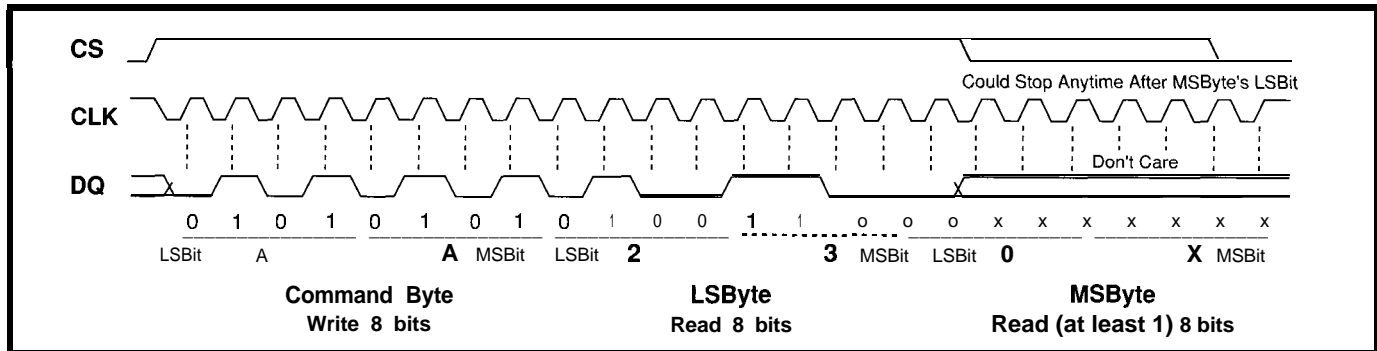 CS
Could Stop Anytime After MSByte's LSBit
CLK
Don't Care
DQ
0 1 0 1 0 1 0 1 0 1 0 0 1 1 o o o x x x x x x x
LSBit A A MSBit LSBit 2 3 MSBit LSBit 0 X MSBit
Command Byte LSByte MSByte
Write 8 bits Read 8 bits Read (at least 1) 8 bits